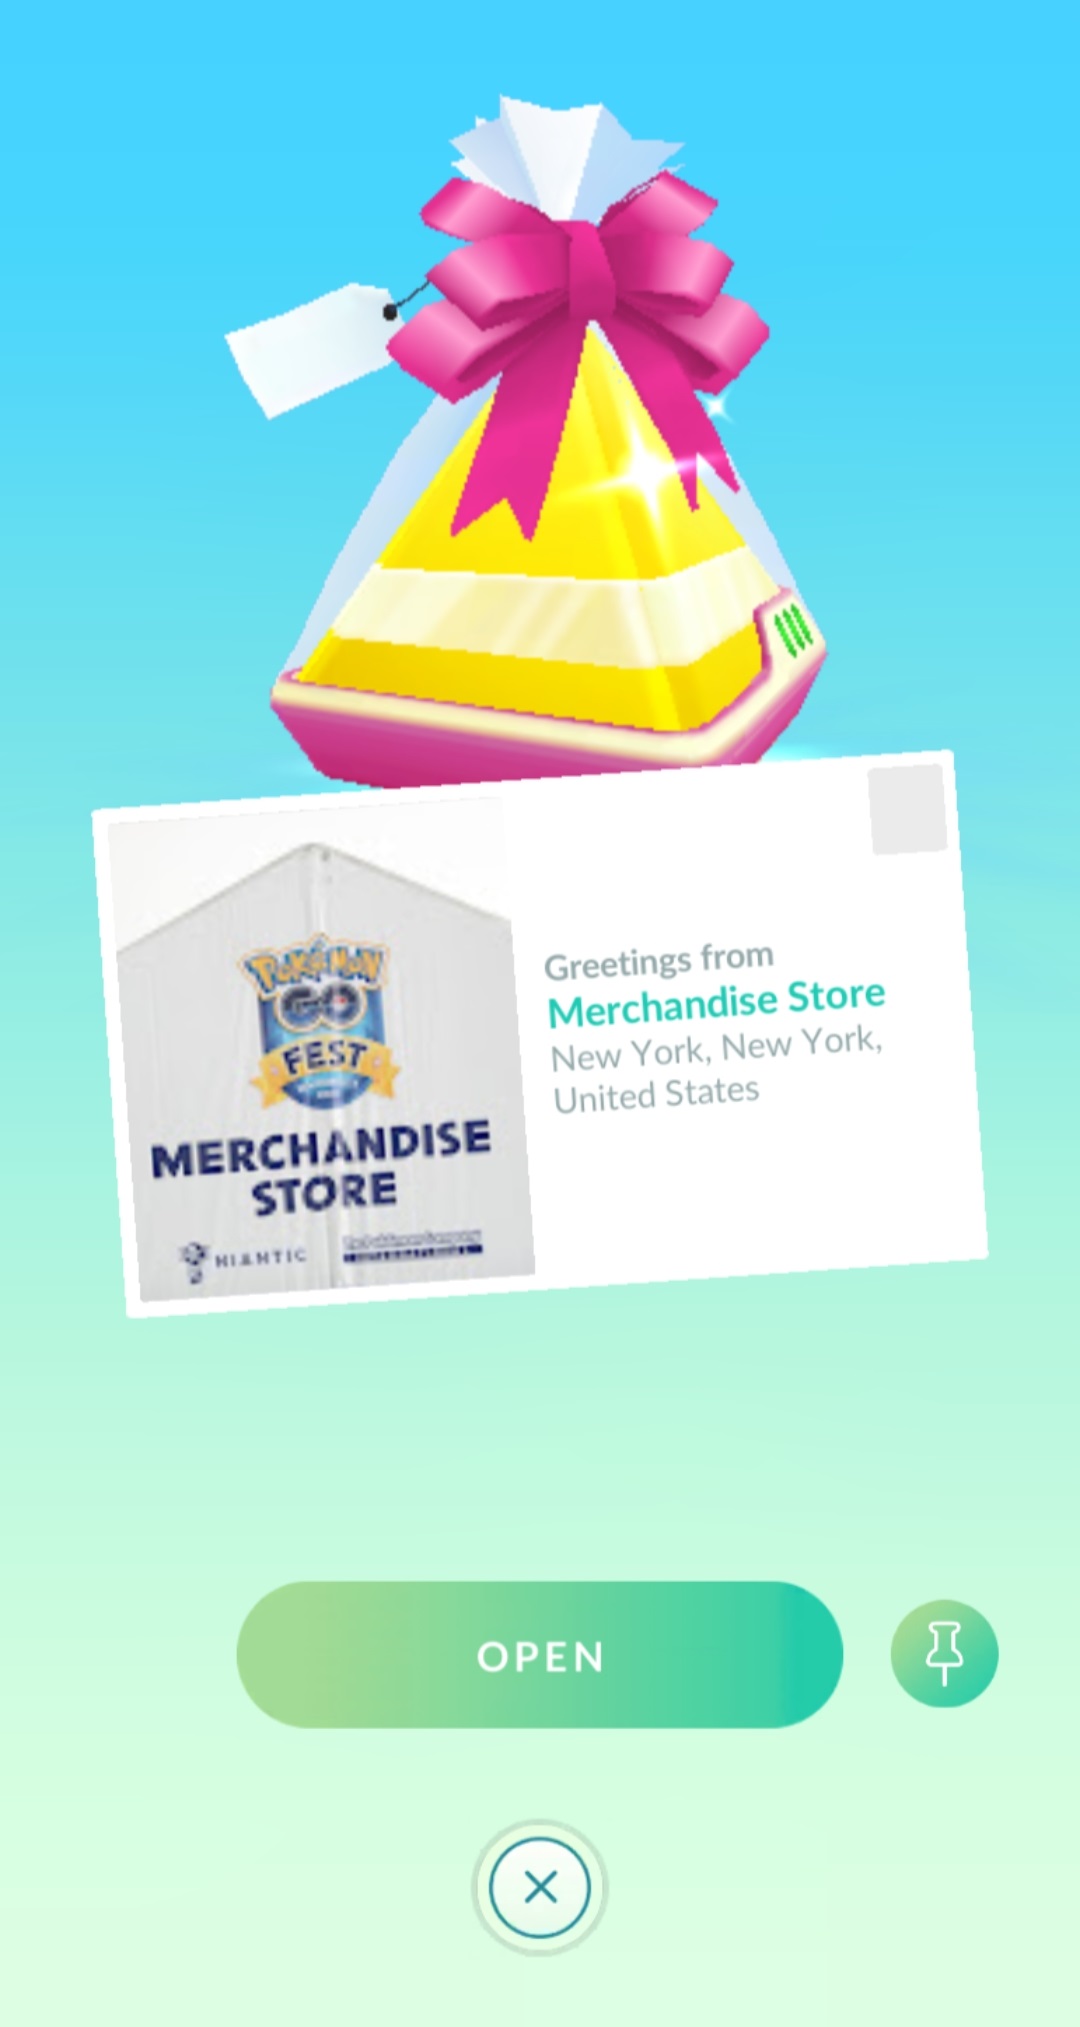 POKéMON
GO
FEST
MERCHANDISE
STORE
NIANTIC
Greetings from
Merchandise Store
New York, New York,
United States
OPEN